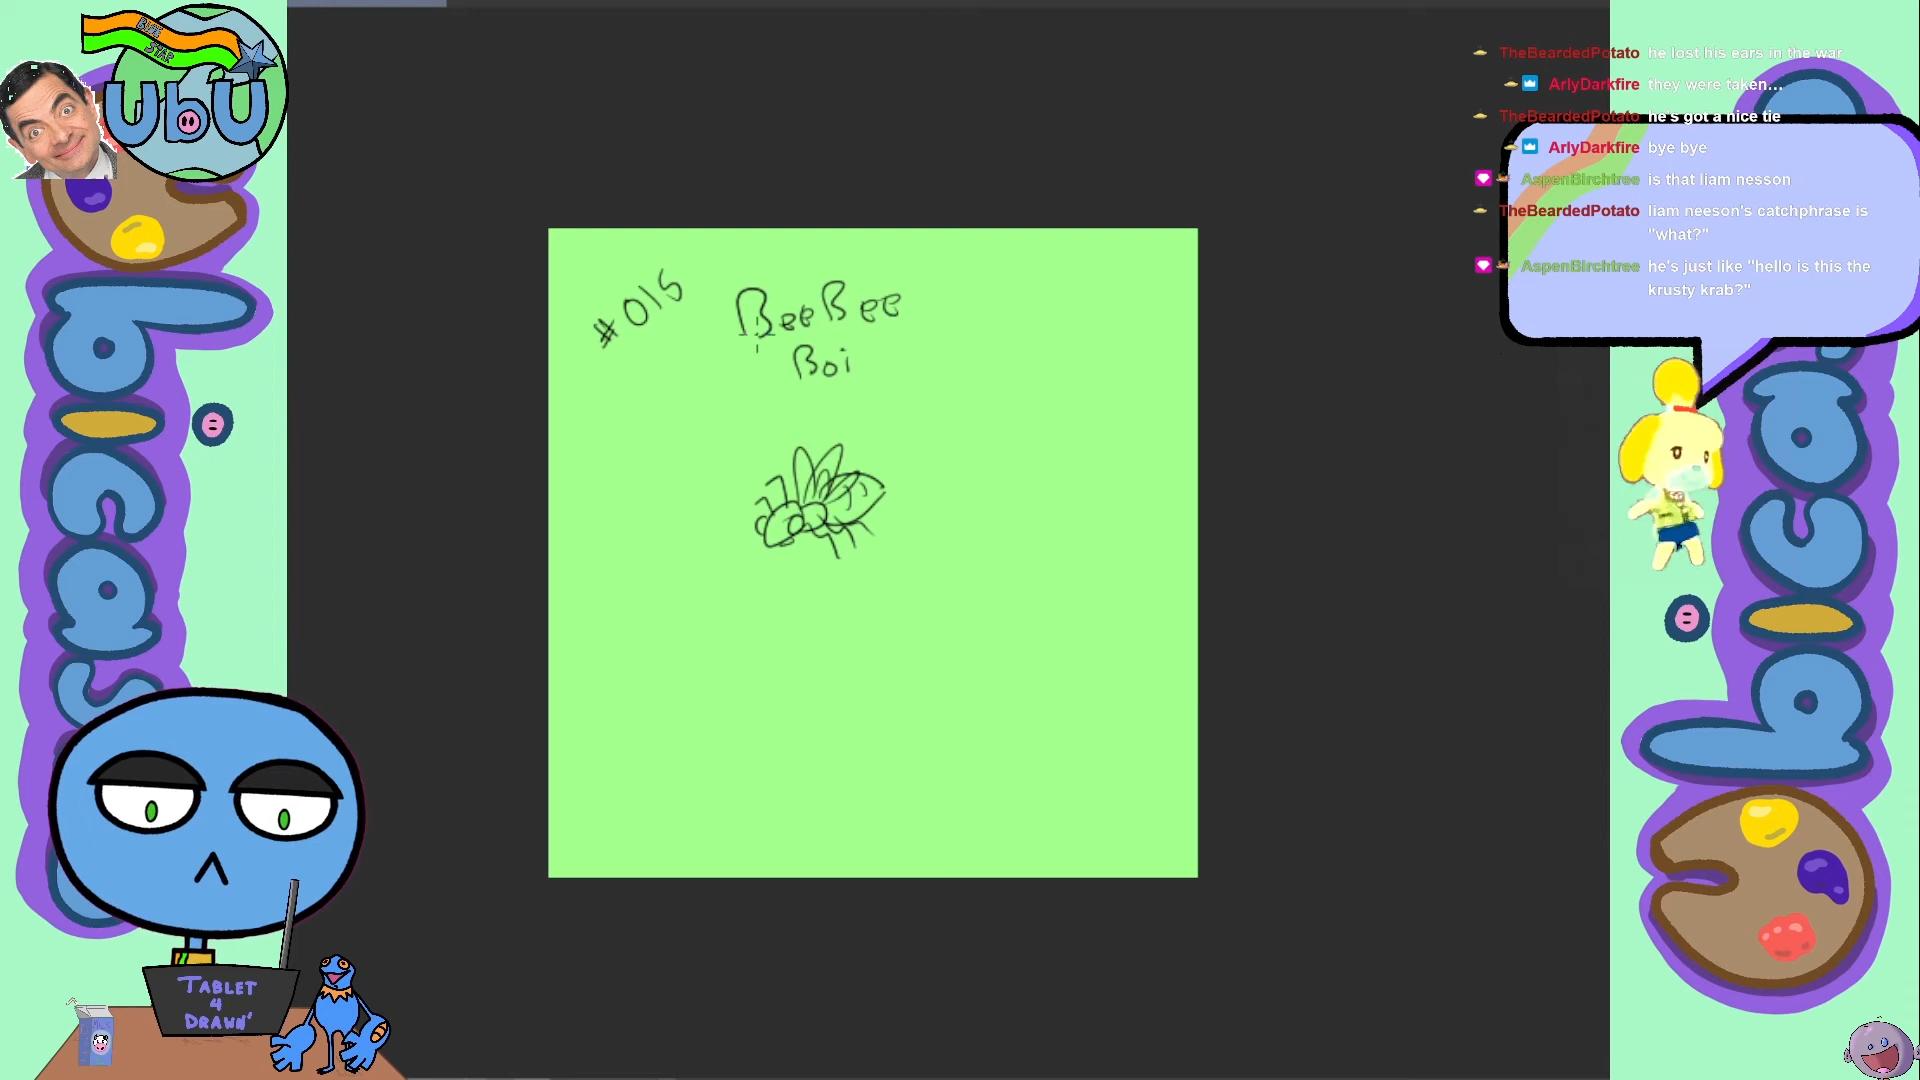 BLUE
STAR
UbU
TheBeardedPotato he lost his ears in the war
ArlyDarkfire they were taken...
TheBeardedPotato he's got a nice tie
ArlyDarkfire bye bye
AspenBirchtree is that liam nesson
TheBeardedPotato liam neeson's catchphrase is
"what?"
AspenBirchtree he's just like "hello is this the
krusty krab?"
#015
BeeBee
Boi
TABLET
4
DRAWN'